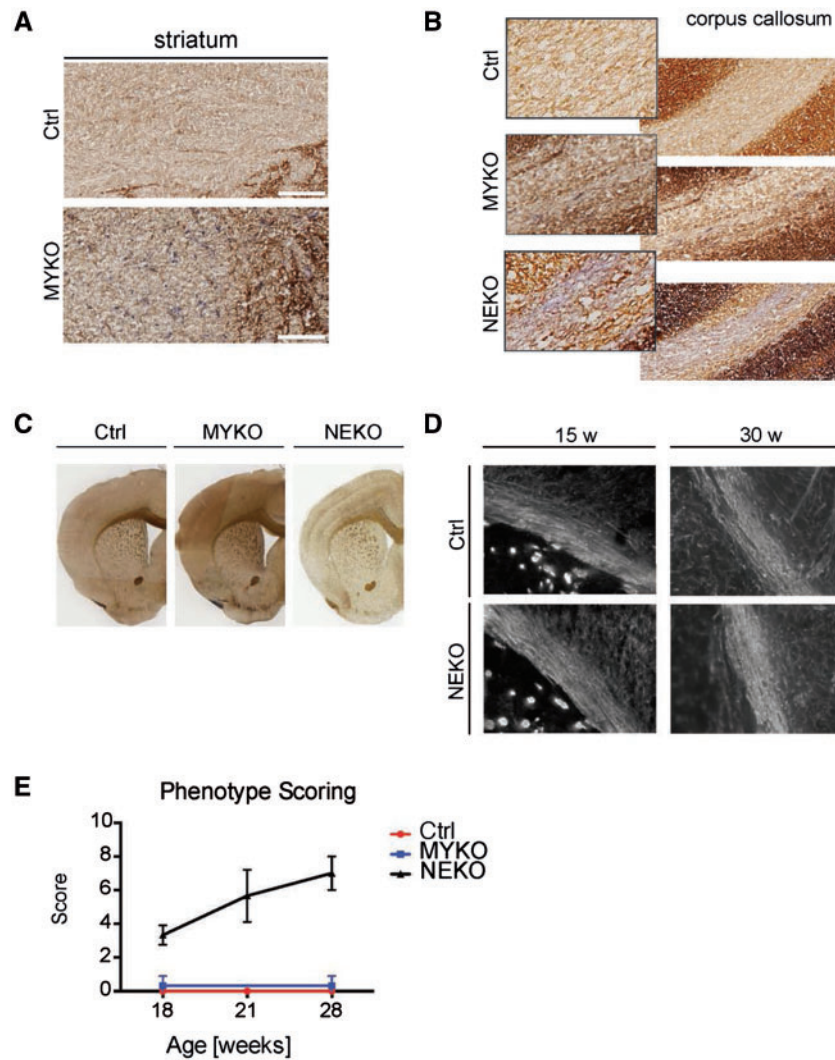 A
striatum
Ctrl
MYKO
B
corpus callosum
Ctrl
MYKO
NEKO
C
Ctrl
MYKO
NEKO
D
15 w
30 w
Ctrl
NEKO
E
Phenotype Scoring
Score
10
8
6
4
2
0
18
21
28
Age [weeks]
Ctrl
MYKO
NEKO